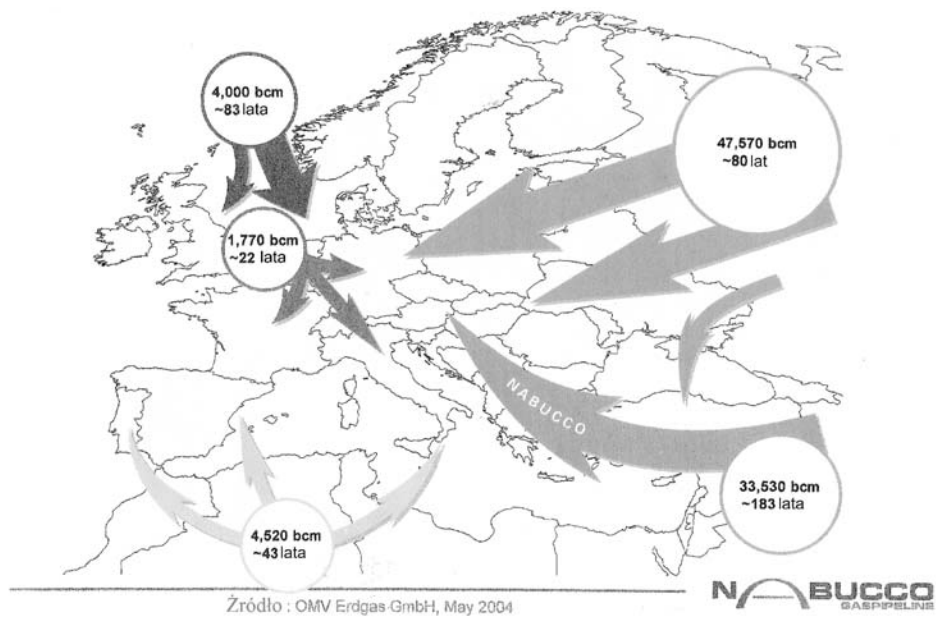 4,000 bcm
~83 lata
47,570 bcm
~80 lat
1,770 bcm
~22 lata
NABUCCO
33,530 bcm
~183 lata
4,520 bcm
~43 lata
Źródło : OMV Erdgas-GmbH, May 2004
NABUCCO
GASPIPELINE